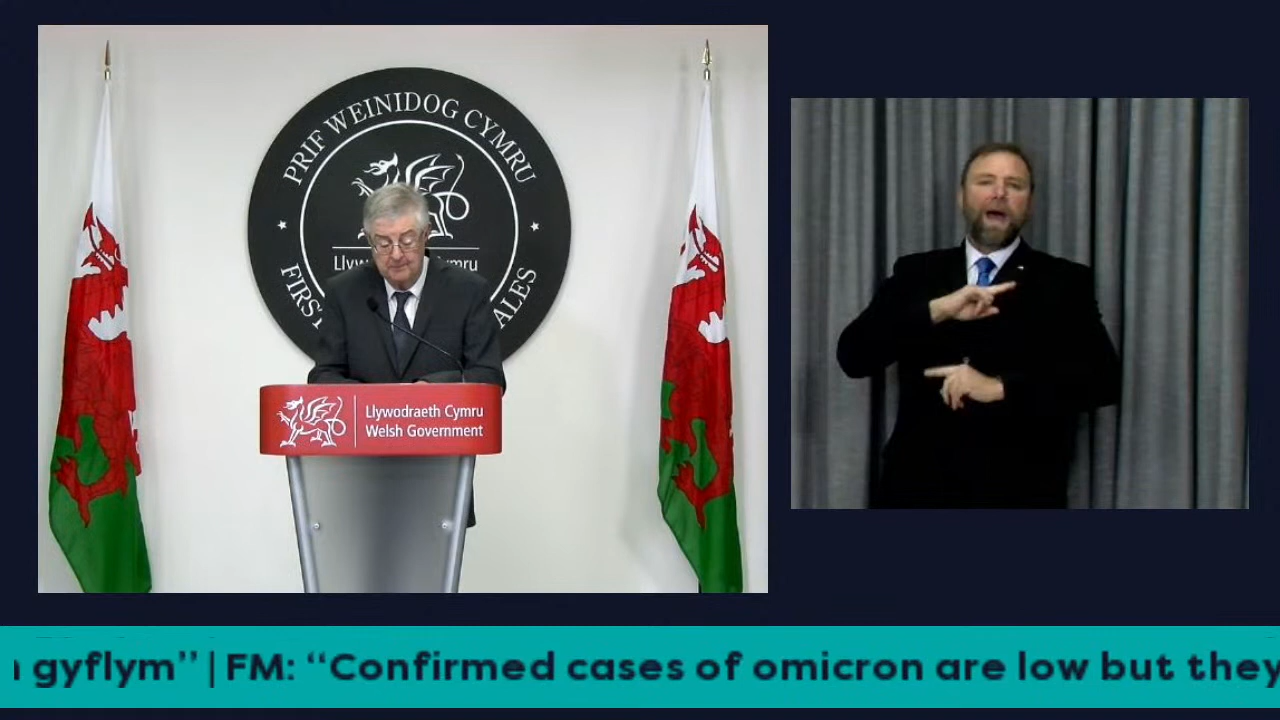 PRIF WEINIDOG CYMRU
FIRST
ALES
Llywodraeth Cymru
Welsh Government
gyflym” | FM: “Confirmed cases of omicron are low but they